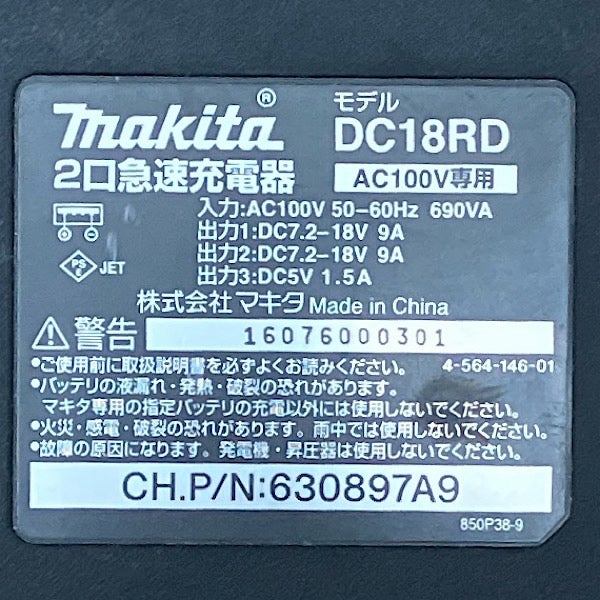 makita® モデル DC18RD
2口急速充電器 AC100V専用
入力:AC100V 50-60Hz 690VA
出力1:DC7.2-18V 9A
出力2:DC7.2-18V 9A
PS E JET
出力3:DC5V 1.5A
株式会社マキタ Made in China
警告 16076000301
•ご使用前に取扱説明書を必ずよくお読みください。 4-564-146-01
•バッテリの液漏れ・発熱・破裂の恐れがあります。
マキタ専用の指定バッテリの充電以外には使用しないでください。
•火災・感電・破裂の恐れがあります。雨中では使用しないでください。
•故障の原因になります。発電機・昇圧器は使用しないでください。
CH.P/N:630897A9
850P38-9